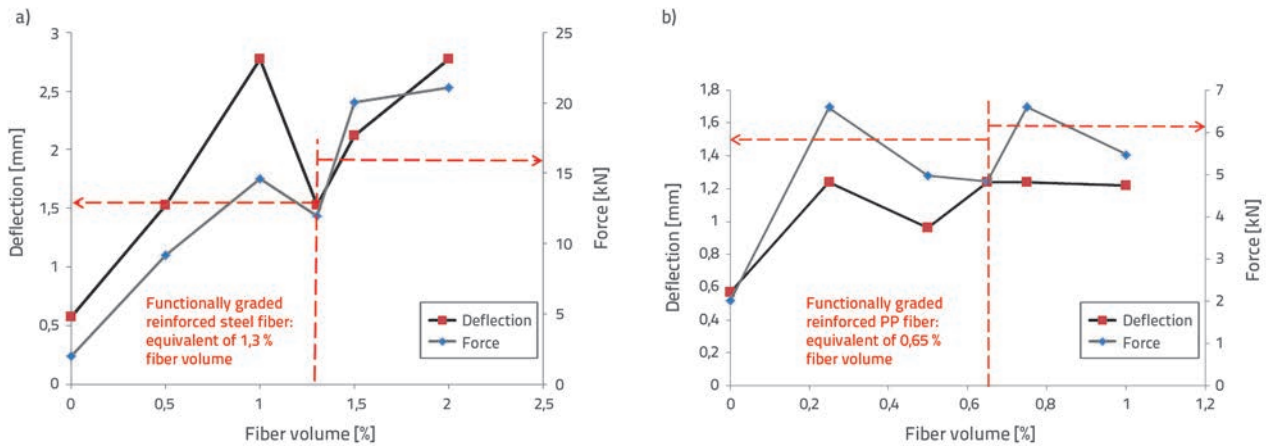 a)
3
2,5
2
1,5
1
0,5
0
Deflection [mm]
25
20
15
10
5
0
Force [kN]
0 0,5 1 1,5 2 2,5
Fiber volume [%]
Functionally graded
reinforced steel fiber:
equivalent of 1,3 %
fiber volume
Deflection
Force
b)
1,8
1,6
1,4
1,2
1
0,8
0,6
0,4
0,2
0
Deflection [mm]
7
6
5
4
3
2
1
0
Force [kN]
0 0,2 0,4 0,6 0,8 1 1,2
Fiber volume [%]
Functionally graded
reinforced PP fiber:
equivalent of 0,65 %
fiber volume
Deflection
Force